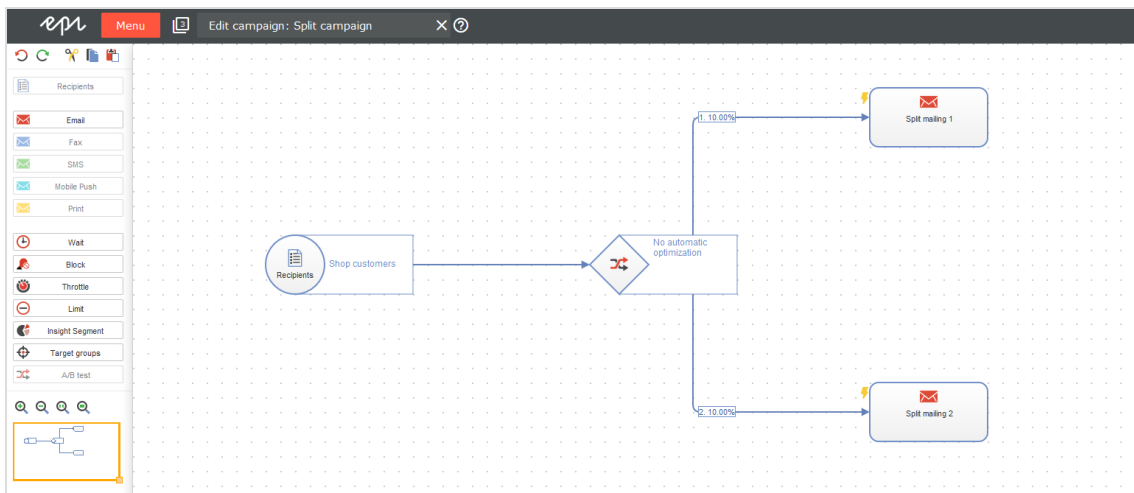 epi
Menu
3
Edit campaign: Split campaign
Recipients
Email
Fax
SMS
Mobile Push
Print
Wait
Block
Throttle
Limit
Insight Segment
Target groups
A/B test
Recipients
Shop customers
No automatic
optimization
1. 10.00%
Split mailing 1
2. 10.00%
Split mailing 2